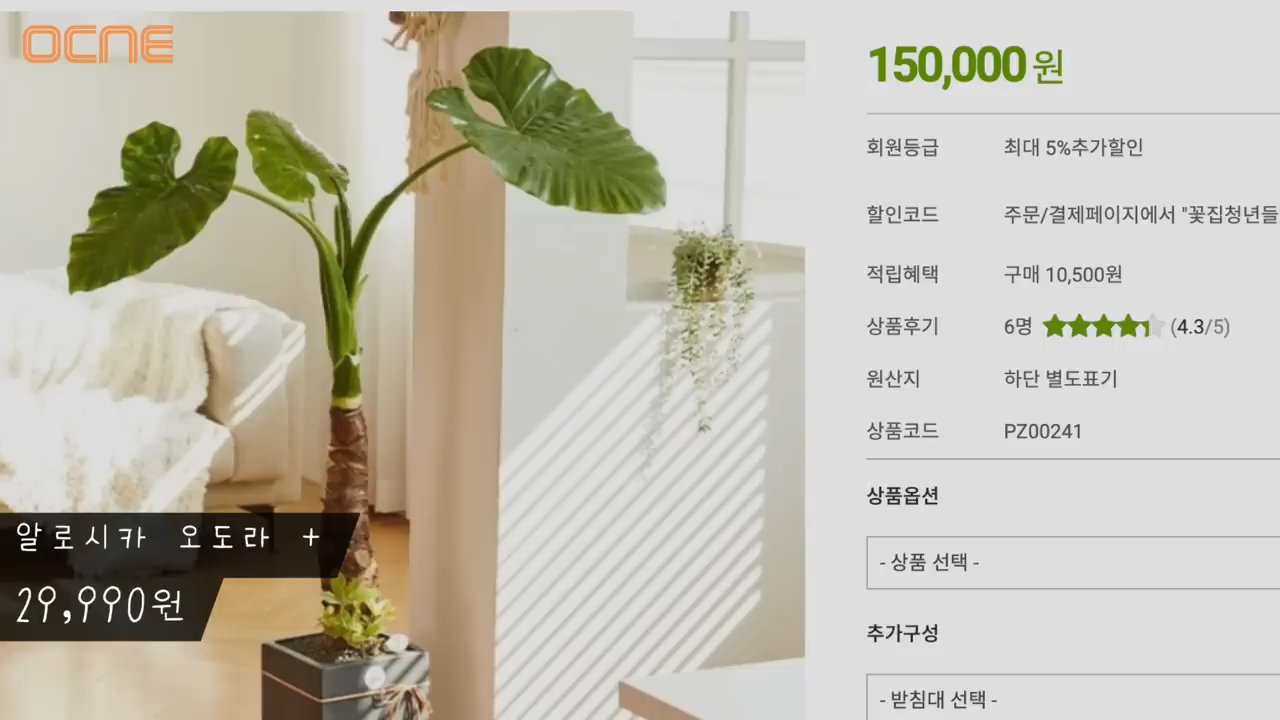 OCNE
알로시카 오도라 +
29,990원
150,000원
회원등급 최대 5%추가할인
할인코드 주문/결제페이지에서 "꽃집청년들
적립혜택 구매 10,500원
상품후기 6명 (4.3/5)
원산지 하단 별도표기
상품코드 PZ00241
상품옵션
- 상품 선택 -
추가구성
- 받침대 선택 -